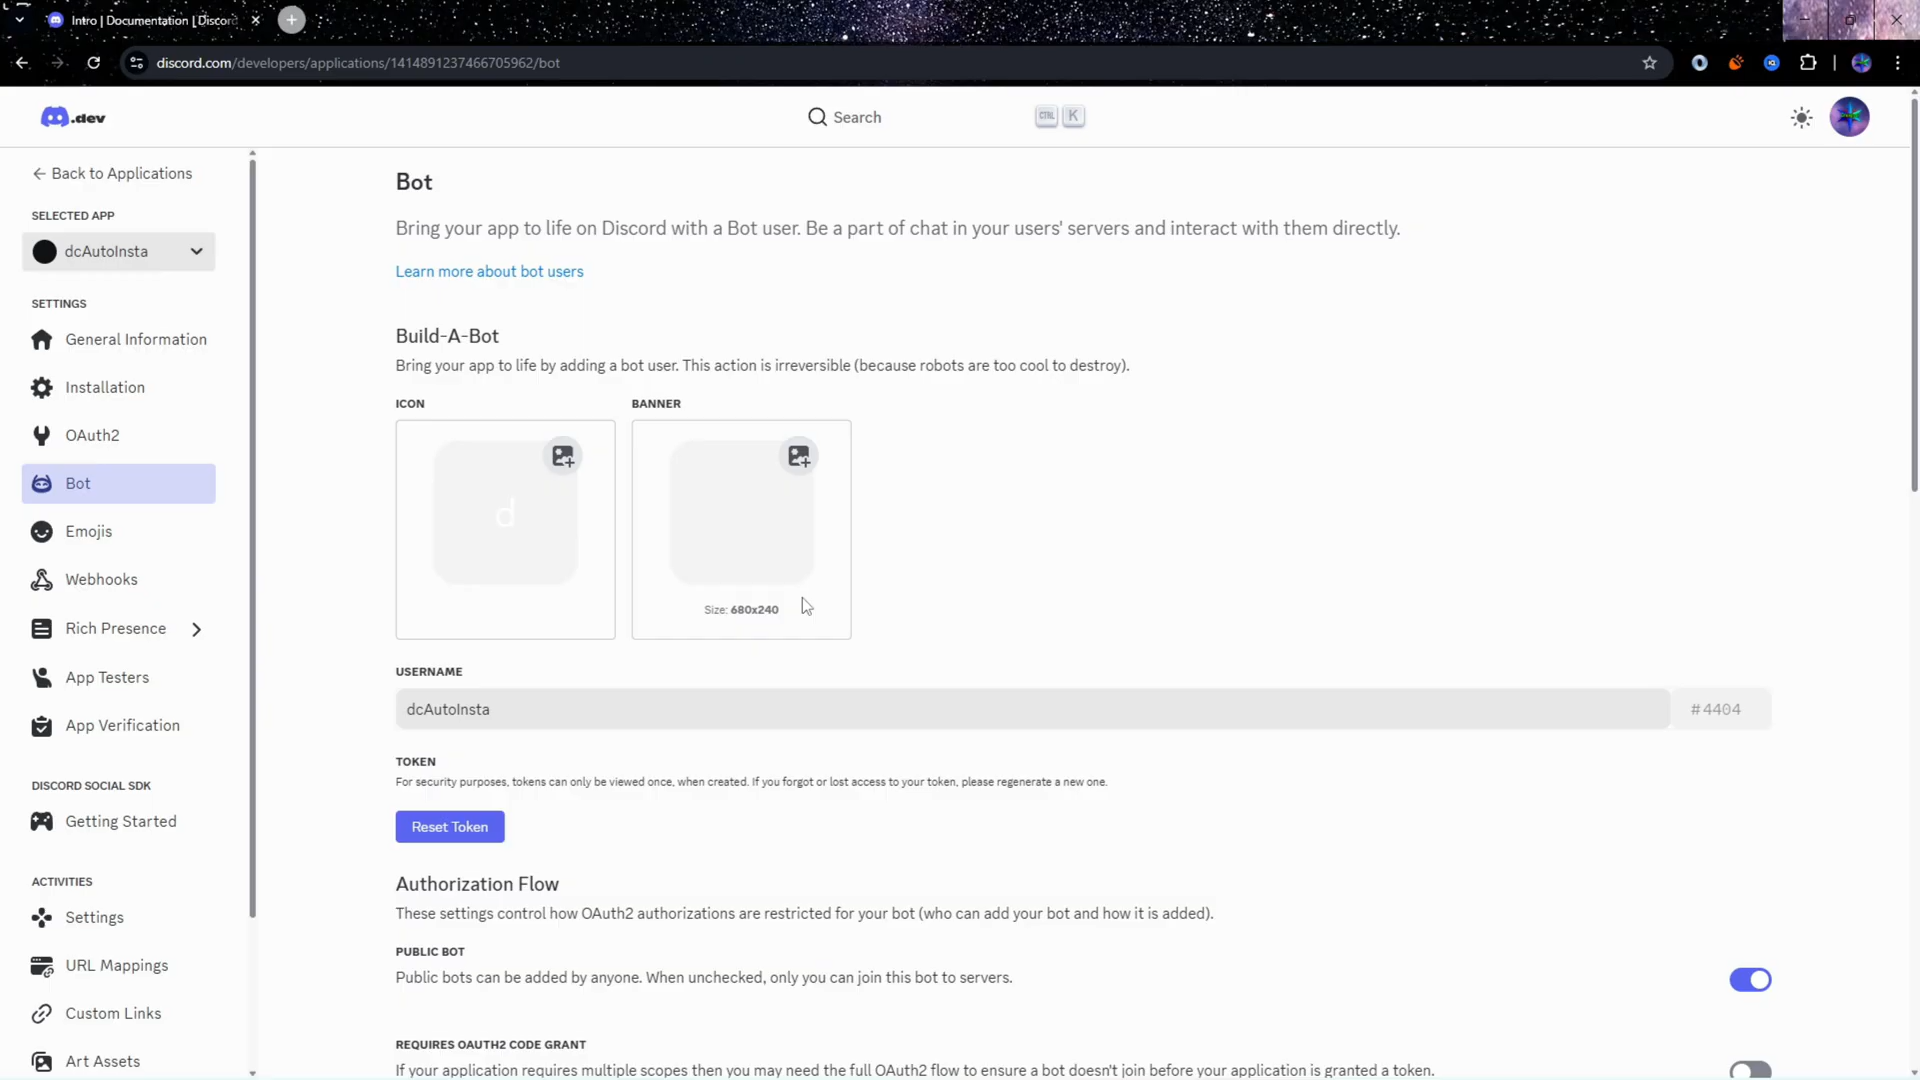 Intro | Documentation | Discord
discord.com/developers/applications/1414891237466705962/bot
.dev
Search
CTRL K
Back to Applications
SELECTED APP
dcAutoInsta
SETTINGS
General Information
Installation
OAuth2
Bot
Emojis
Webhooks
Rich Presence
App Testers
App Verification
DISCORD SOCIAL SDK
Getting Started
ACTIVITIES
Settings
URL Mappings
Custom Links
Art Assets
Bot
Bring your app to life on Discord with a Bot user. Be a part of chat in your users' servers and interact with them directly.
Learn more about bot users
Build-A-Bot
Bring your app to life by adding a bot user. This action is irreversible (because robots are too cool to destroy).
ICON
BANNER
d
Size: 680x240
USERNAME
dcAutoInsta
#4404
TOKEN
For security purposes, tokens can only be viewed once, when created. If you forgot or lost access to your token, please regenerate a new one.
Reset Token
Authorization Flow
These settings control how OAuth2 authorizations are restricted for your bot (who can add your bot and how it is added).
PUBLIC BOT
Public bots can be added by anyone. When unchecked, only you can join this bot to servers.
REQUIRES OAUTH2 CODE GRANT
If your application requires multiple scopes then you may need the full OAuth2 flow to ensure a bot doesn't join before your application is granted a token.